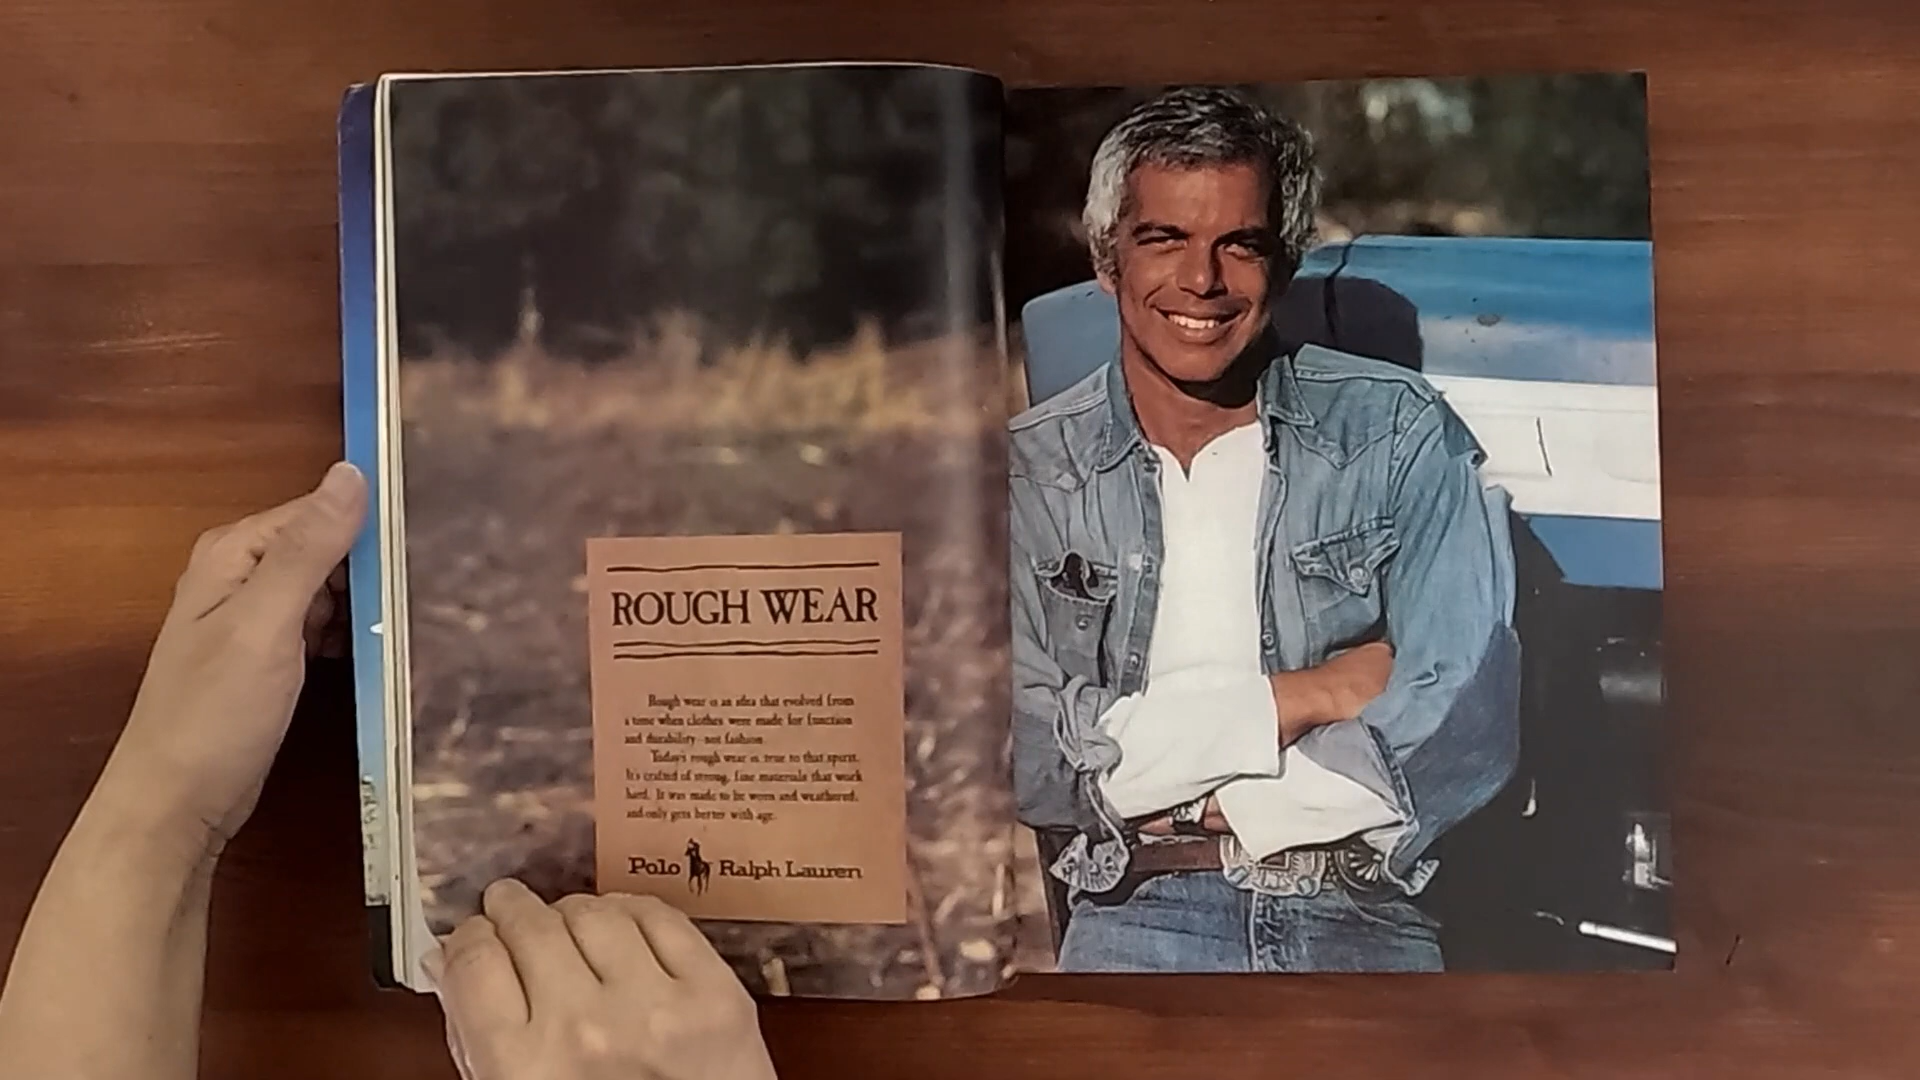 ROUGH WEAR
Rough wear is an idea that evolved from
a time when clothes were made for function
and durability–not fashion.
Today's rough wear is true to that spirit.
It's crafted of strong, fine materials that work
hard. It was made to be worn and weathered;
and only gets better with age.
Polo Ralph Lauren